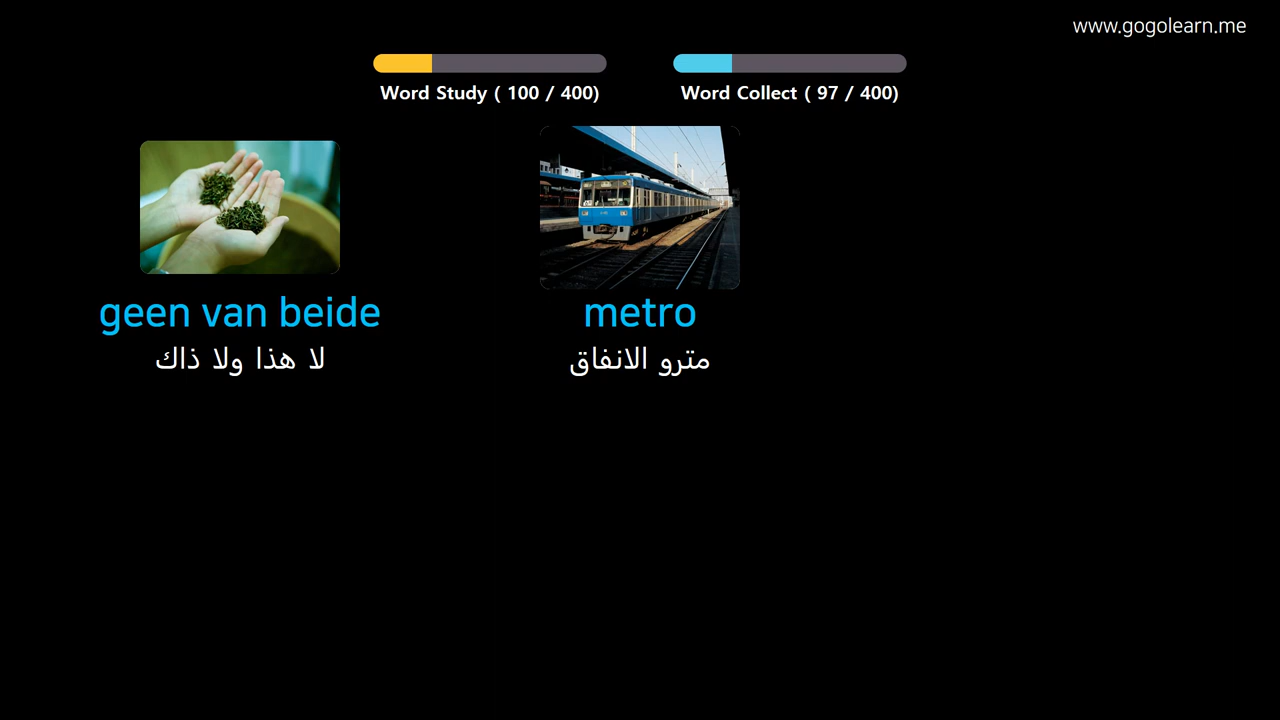 www.gogolearn.me
Word Study ( 100 / 400)
Word Collect ( 97 / 400)
geen van beide
لا هذا ولا ذاك
metro
مترو الانفاق